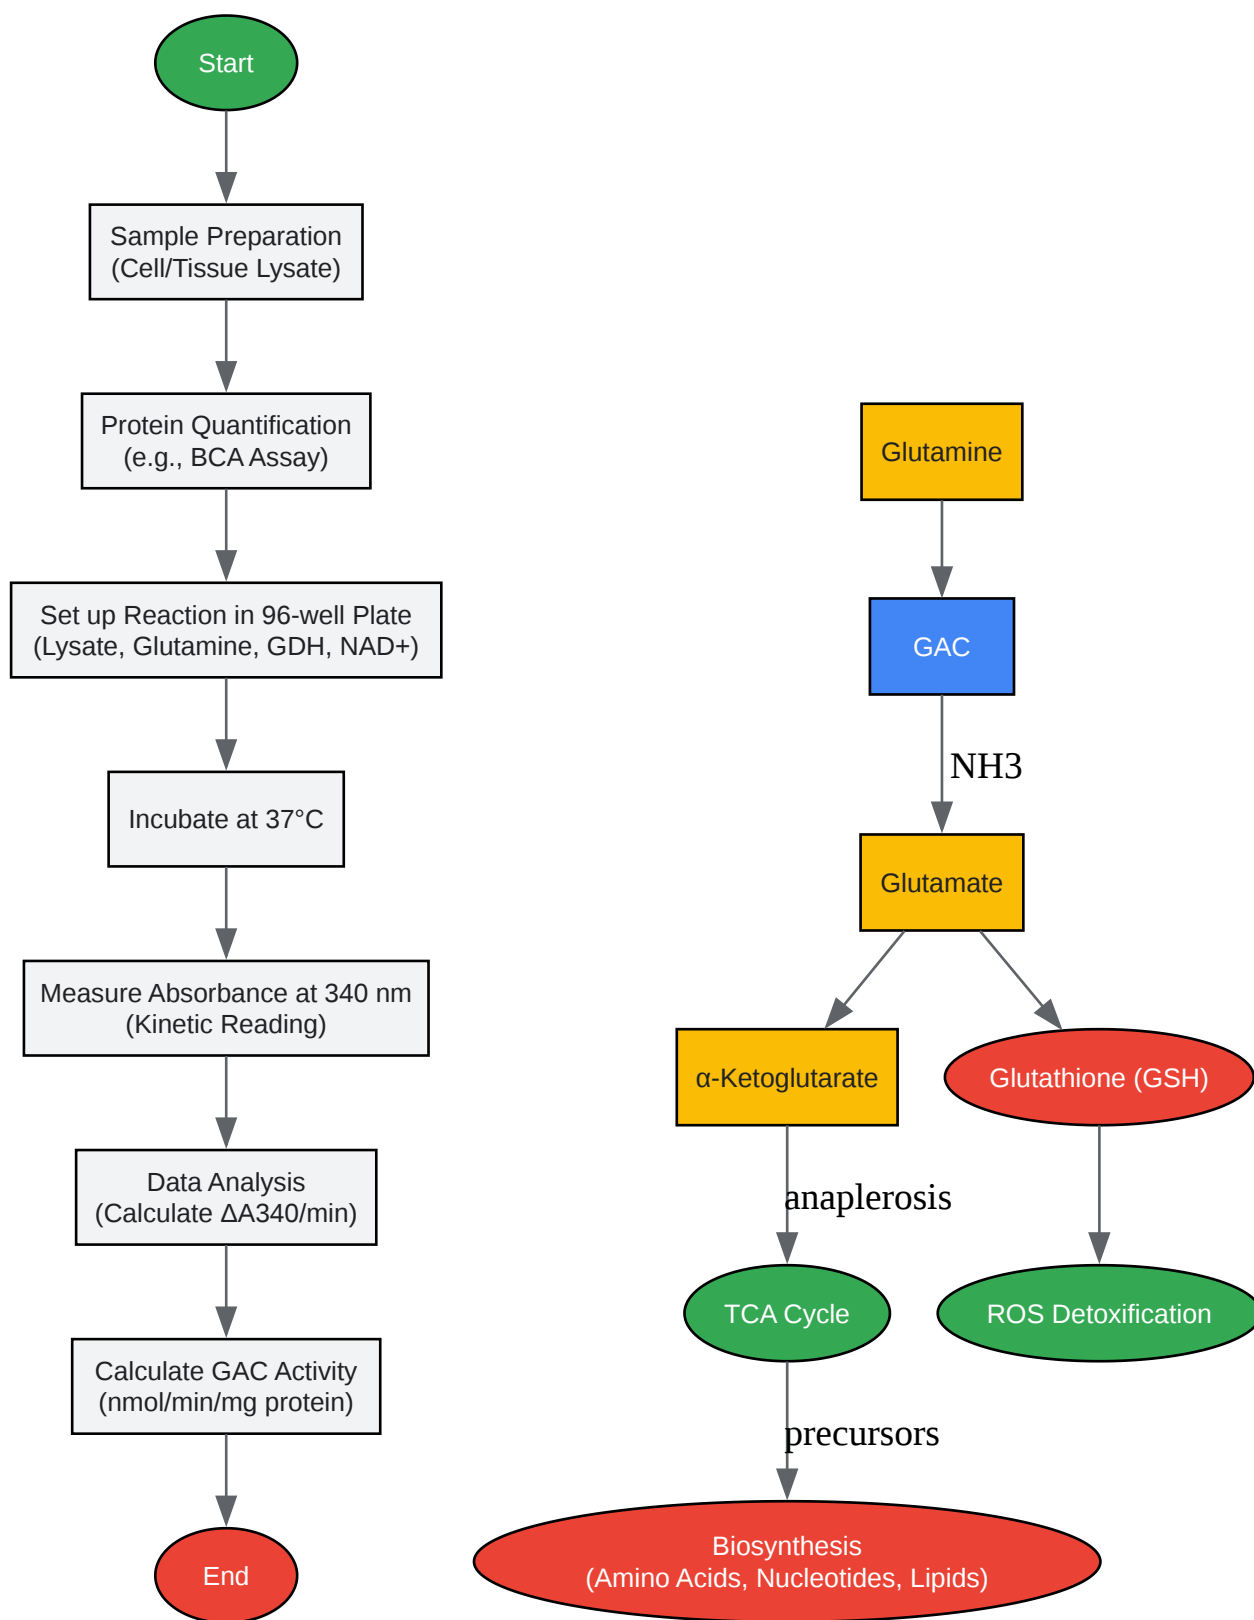 Start
Sample Preparation
(Cell/Tissue Lysate)
Protein Quantification
(e.g., BCA Assay)
Set up Reaction in 96-well Plate
(Lysate, Glutamine, GDH, NAD+)
Incubate at 37°C
Measure Absorbance at 340 nm
(Kinetic Reading)
Data Analysis
(Calculate ΔA340/min)
Calculate GAC Activity
(nmol/min/mg protein)
End
Glutamine
GAC
NH3
Glutamate
α-Ketoglutarate
Glutathione (GSH)
anaplerosis
TCA Cycle
ROS Detoxification
precursors
Biosynthesis
(Amino Acids, Nucleotides, Lipids)